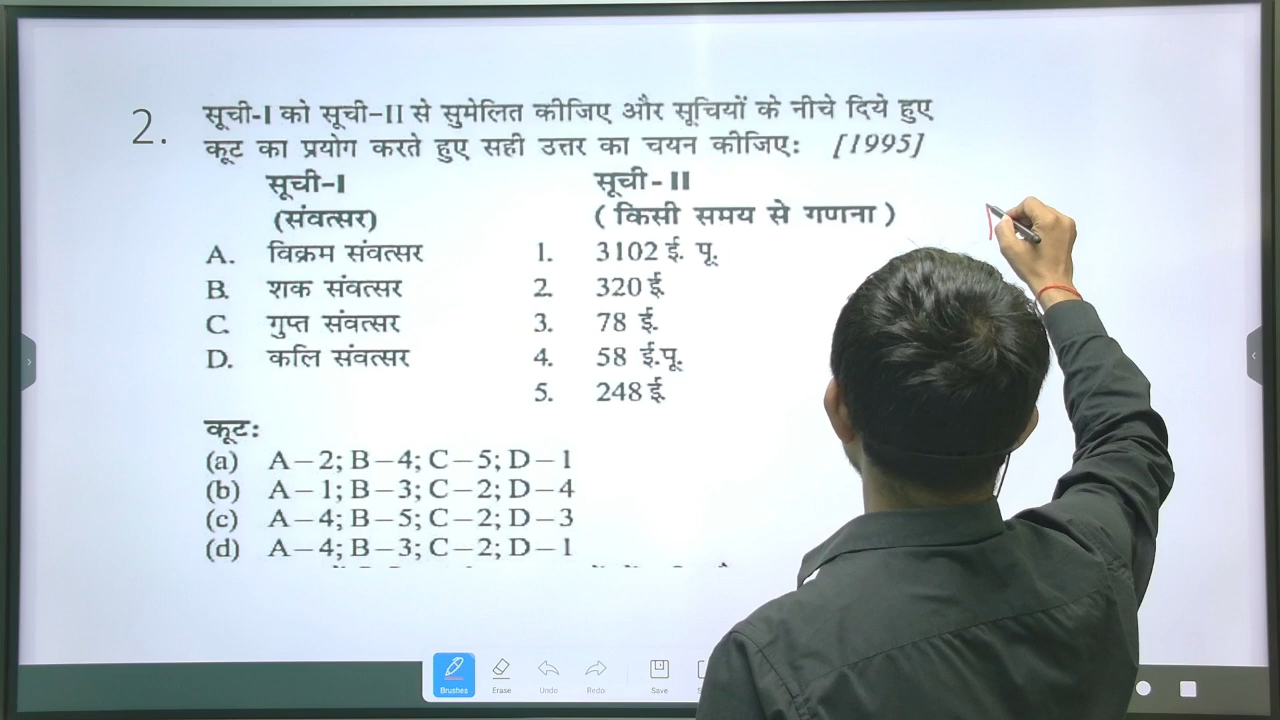 2. सूची-I को सूची-II से सुमेलित कीजिए और सूचियों के नीचे दिये हुए
कूट का प्रयोग करते हुए सही उत्तर का चयन कीजिए: [1995]
सूची-I सूची-II
(संवत्सर) (किसी समय से गणना)
A. विक्रम संवत्सर 1. 3102 ई. पू.
B. शक संवत्सर 2. 320 ई.
C. गुप्त संवत्सर 3. 78 ई.
D. कलि संवत्सर 4. 58 ई.पू.
5. 248 ई.
कूट:
(a) A–2; B–4; C–5; D–1
(b) A–1; B–3; C–2; D–4
(c) A–4; B–5; C–2; D–3
(d) A–4; B–3; C–2; D–1
Brushes Erase Undo Redo Save